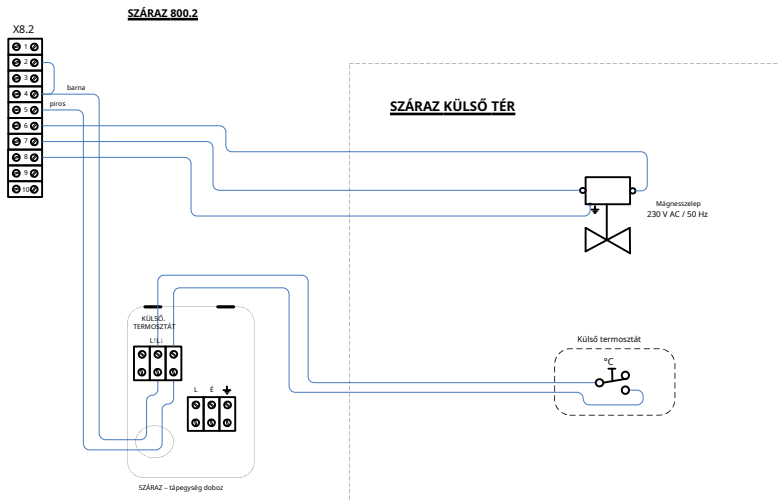 SZÁRAZ 800.2
X8.2
1
2
3
4
5
6
7
8
9
10
barna
piros
SZÁRAZ KÜLSŐ TÉR
Mágnesszelep
230 V AC / 50 Hz
KÜLSŐ.
TERMOSZTÁT
L↑L↓
L É
Külső termosztát
°C
SZÁRAZ – tápegység doboz